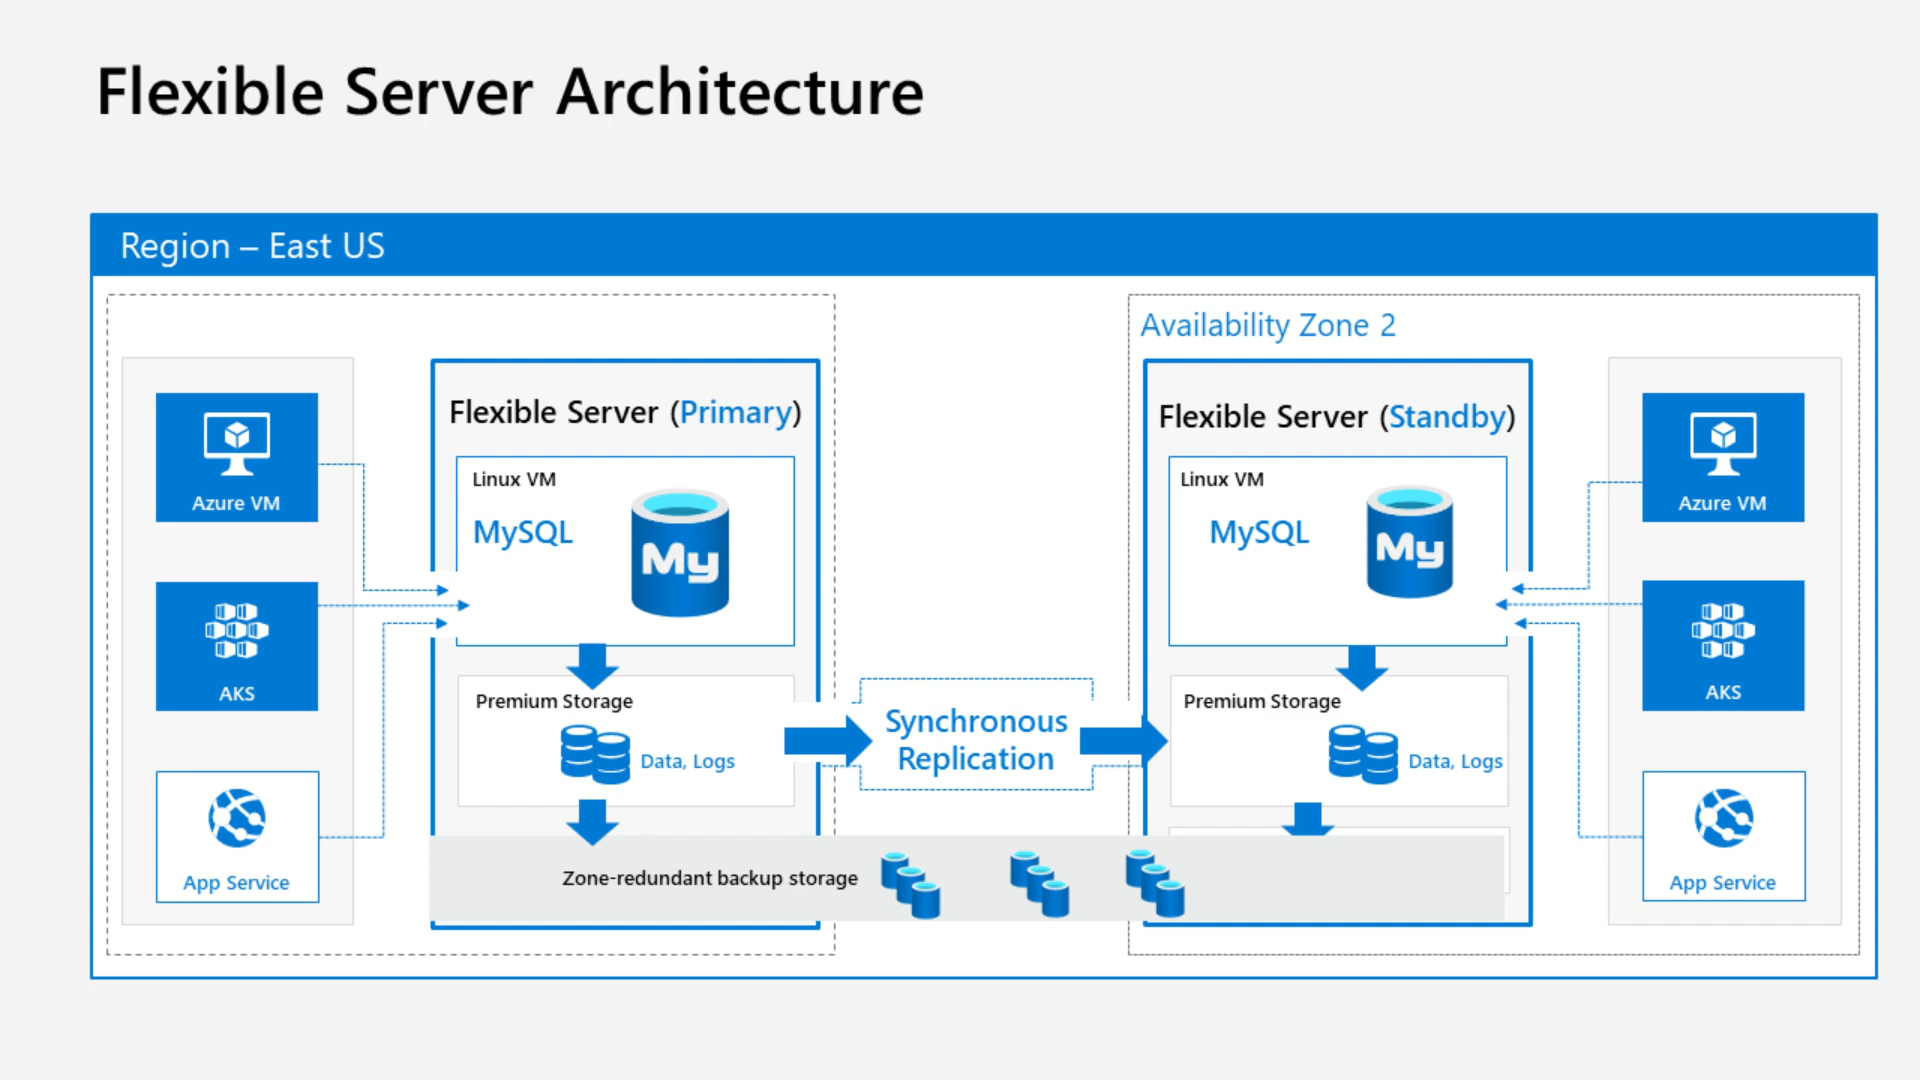 Flexible Server Architecture
Region – East US
Azure VM
AKS
App Service
Flexible Server (Primary)
Linux VM
MySQL
My
Premium Storage
Data, Logs
Synchronous
Replication
Availability Zone 2
Flexible Server (Standby)
Linux VM
MySQL
My
Premium Storage
Data, Logs
Azure VM
AKS
App Service
Zone-redundant backup storage